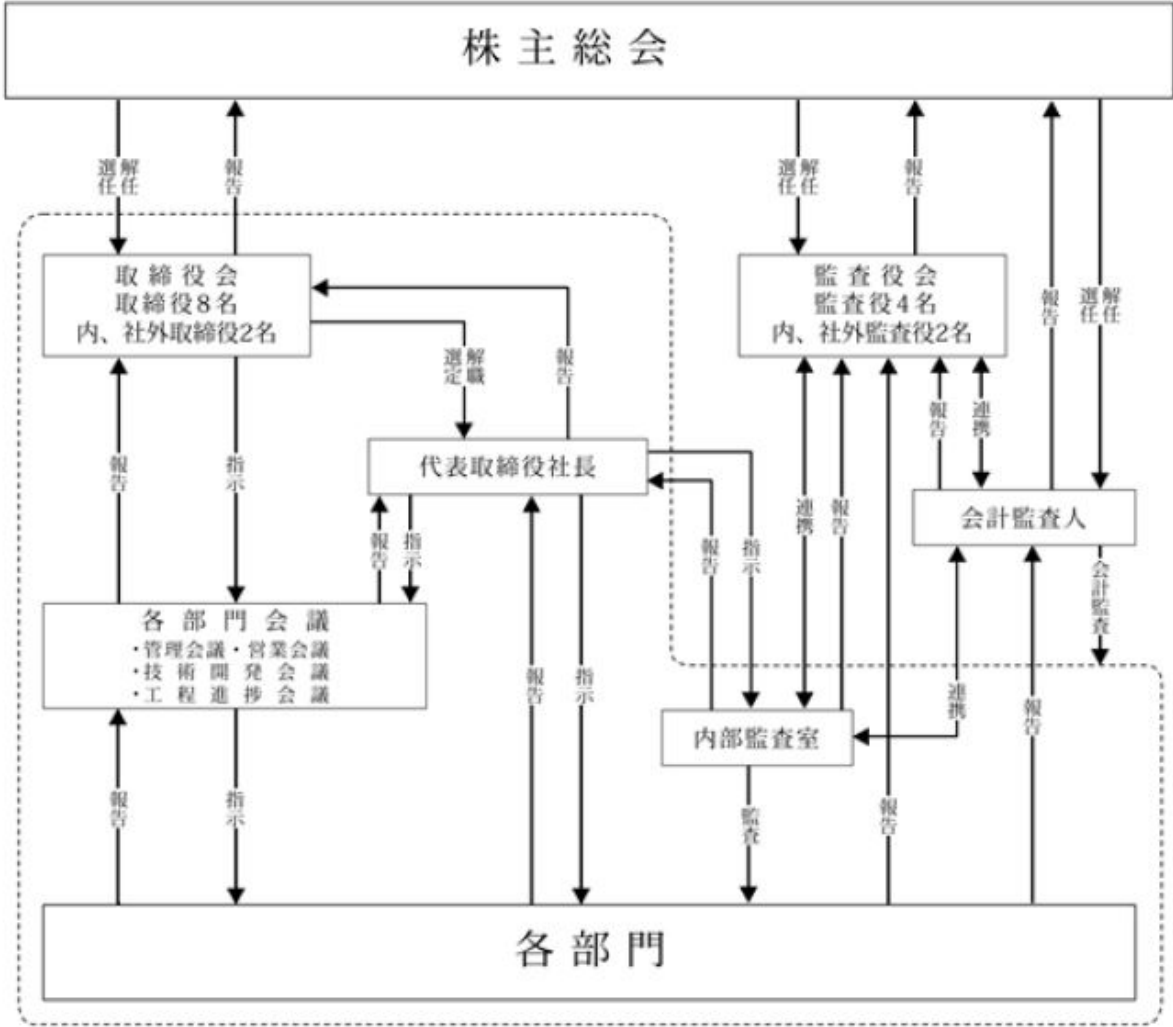 株主総会
選任
解任
報告
選任
解任
報告
報告
選任
解任
取締役会
取締役8名
内、社外取締役2名
監査役会
監査役4名
内、社外監査役2名
選定
解職
報告
報告
指示
報告
連携
代表取締役社長
会計監査人
報告
指示
報告
指示
連携
報告
会計監査
各部門会議
・管理会議・営業会議
・技術開発会議
・工程進捗会議
報告
指示
連携
報告
内部監査室
報告
指示
監査
報告
各部門